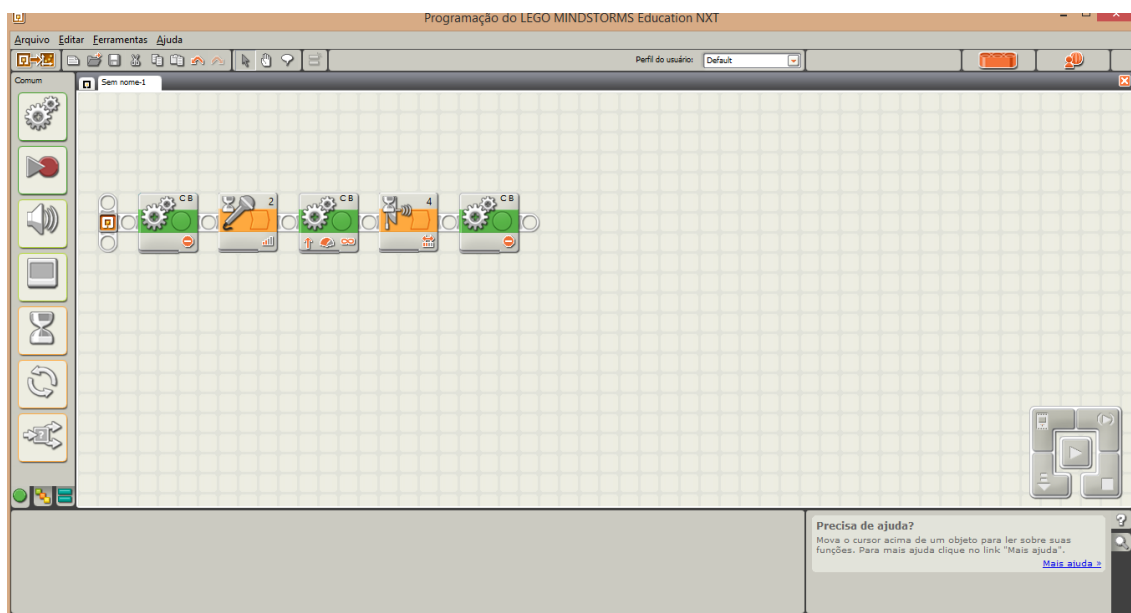 Programação do LEGO MINDSTORMS Education NXT
Arquivo Editar Ferramentas Ajuda
Perfil do usuário: Default
Comum
Sem nome-1
C B
2
C B
4
C B
Precisa de ajuda?
Mova o cursor acima de um objeto para ler sobre suas
funções. Para mais ajuda clique no link "Mais ajuda".
Mais ajuda »